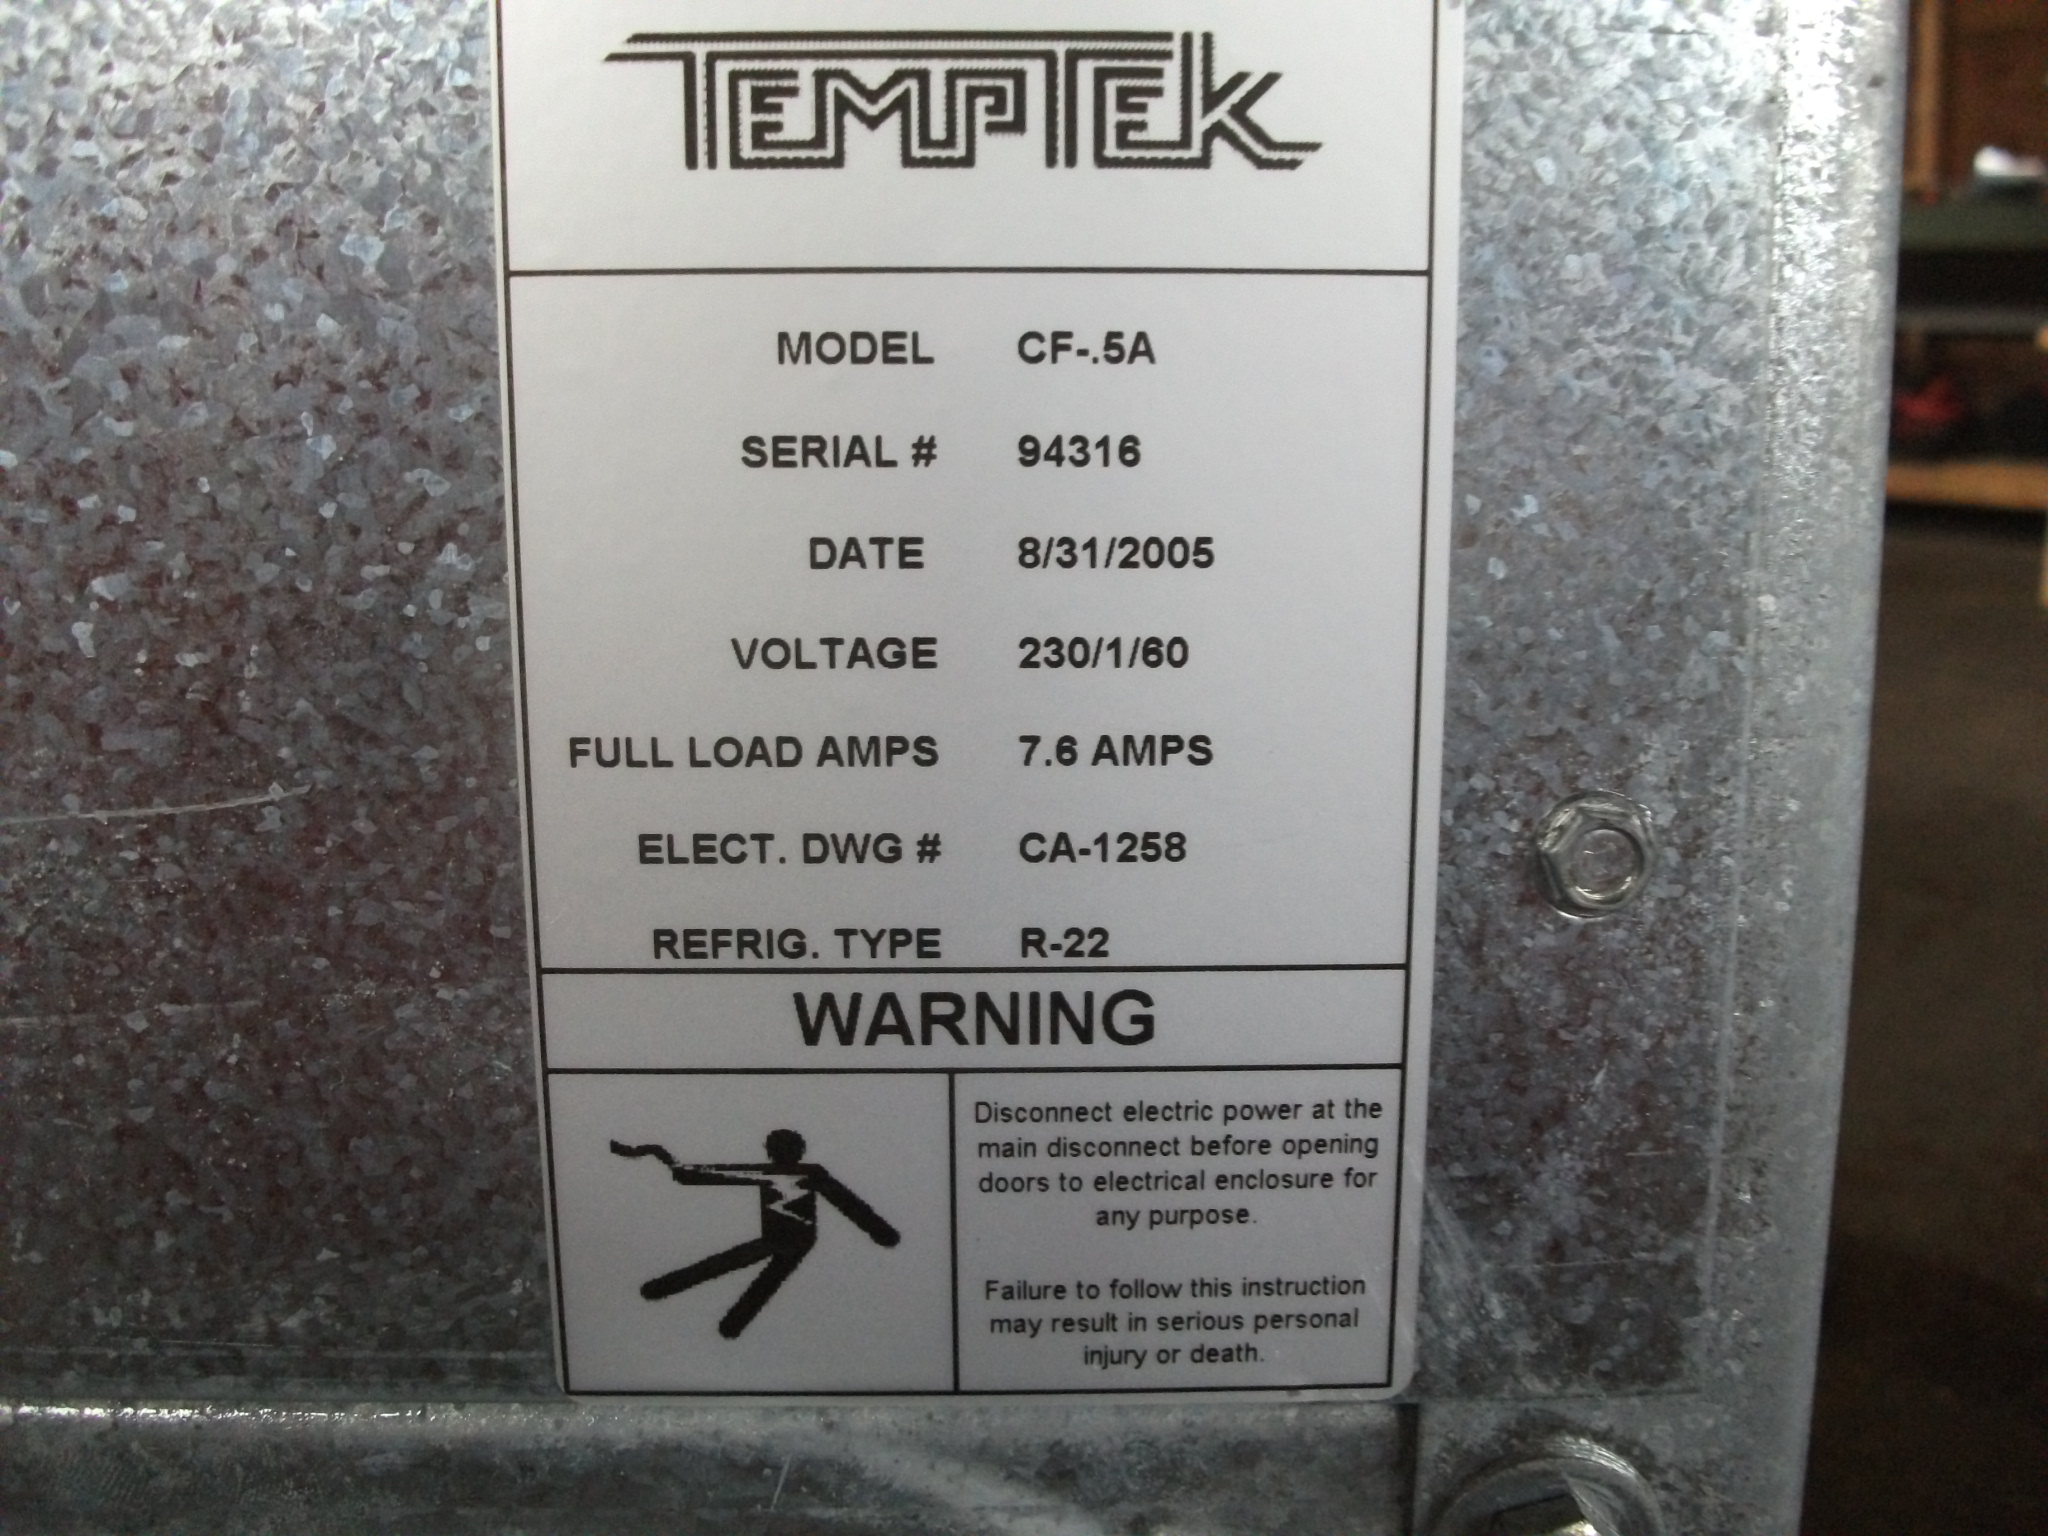 TEMPTEK
MODEL CF-.5A
SERIAL # 94316
DATE 8/31/2005
VOLTAGE 230/1/60
FULL LOAD AMPS 7.6 AMPS
ELECT. DWG # CA-1258
REFRIG. TYPE R-22
WARNING
Disconnect electric power at the
main disconnect before opening
doors to electrical enclosure for
any purpose.
Failure to follow this instruction
may result in serious personal
injury or death.